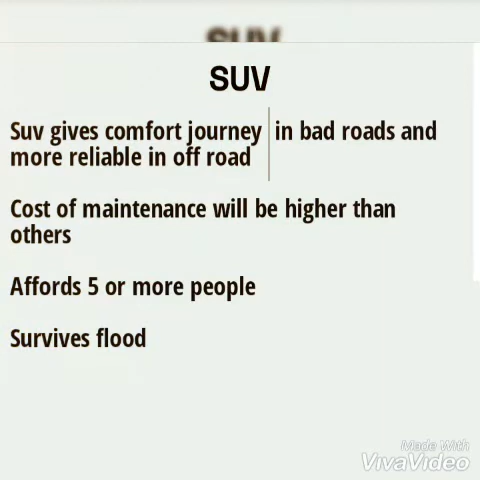 SUV
SUV
Suv gives comfort journey in bad roads and
more reliable in off road
Cost of maintenance will be higher than
others
Affords 5 or more people
Survives flood
Made With
VivaVideo